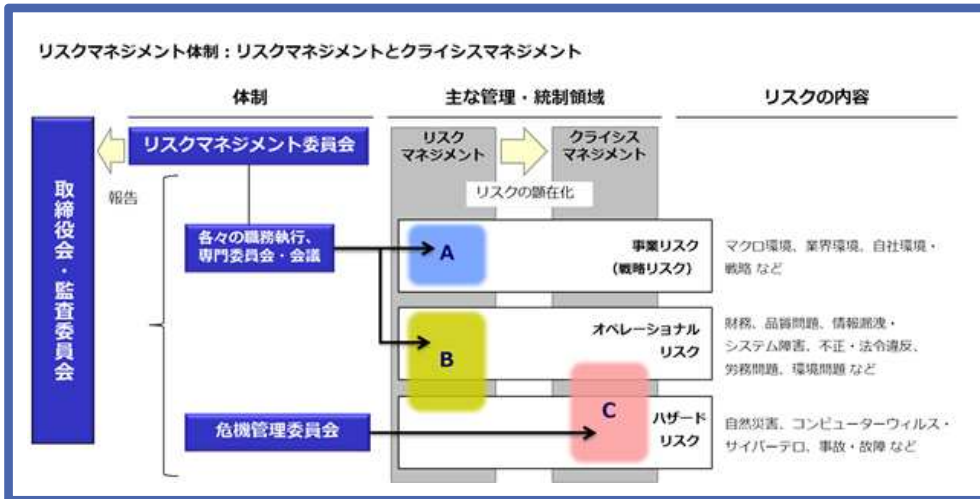 リスクマネジメント体制：リスクマネジメントとクライシスマネジメント
体制
主な管理・統制領域
リスクの内容
取締役会・監査委員会
報告
リスクマネジメント委員会
リスク
マネジメント
クライシス
マネジメント
リスクの顕在化
各々の職務執行、
専門委員会・会議
A
事業リスク
(戦略リスク)
マクロ環境、業界環境、自社環境・
戦略 など
B
オペレーショナル
リスク
財務、品質問題、情報漏洩・
システム障害、不正・法令違反、
労務問題、環境問題 など
危機管理委員会
C
ハザード
リスク
自然災害、コンピューターウィルス・
サイバーテロ、事故・故障 など